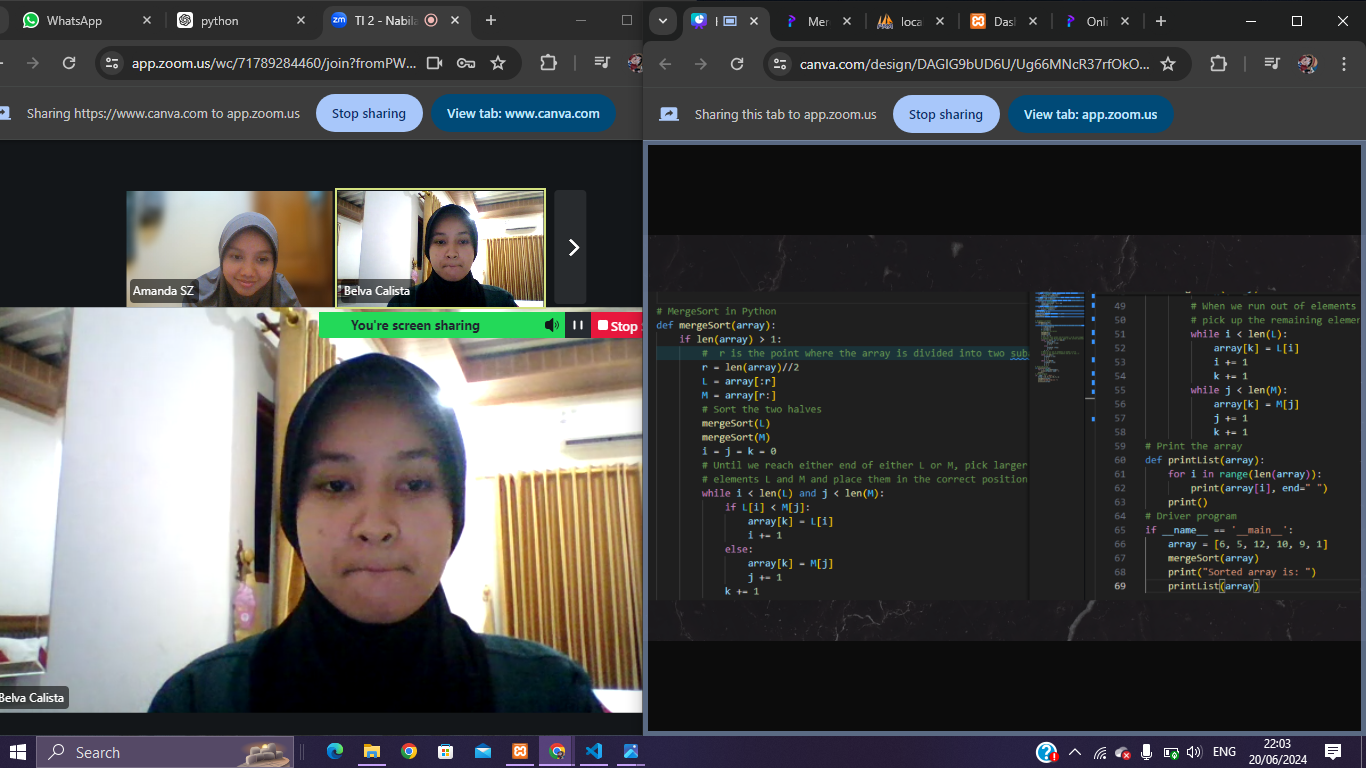 WhatsApp
python
TI 2 - Nabila
app.zoom.us/wc/71789284460/join?fromPW...
Sharing https://www.canva.com to app.zoom.us
Stop sharing
View tab: www.canva.com
Amanda SZ
Belva Calista
You're screen sharing
Stop
Belva Calista
Mer
loca
Das
Onli
canva.com/design/DAGIG9bUD6U/Ug66MNcR37rfOkO...
Sharing this tab to app.zoom.us
Stop sharing
View tab: app.zoom.us
# MergeSort in Python
def mergeSort(array):
if len(array) > 1:
# r is the point where the array is divided into two sub
r = len(array)//2
L = array[:r]
M = array[r:]
# Sort the two halves
mergeSort(L)
mergeSort(M)
i = j = k = 0
# Until we reach either end of either L or M, pick larger
# elements L and M and place them in the correct position
while i < len(L) and j < len(M):
if L[i] < M[j]:
array[k] = L[i]
i += 1
else:
array[k] = M[j]
j += 1
k += 1
49 # When we run out of elements
50 # pick up the remaining elemen
51 while i < len(L):
52 array[k] = L[i]
53 i += 1
54 k += 1
55 while j < len(M):
56 array[k] = M[j]
57 j += 1
58 k += 1
59 # Print the array
60 def printList(array):
61 for i in range(len(array)):
62 print(array[i], end=" ")
63 print()
64 # Driver program
65 if __name__ == '__main__':
66 array = [6, 5, 12, 10, 9, 1]
67 mergeSort(array)
68 print("Sorted array is: ")
69 printList(array)
Search
ENG
22:03
20/06/2024